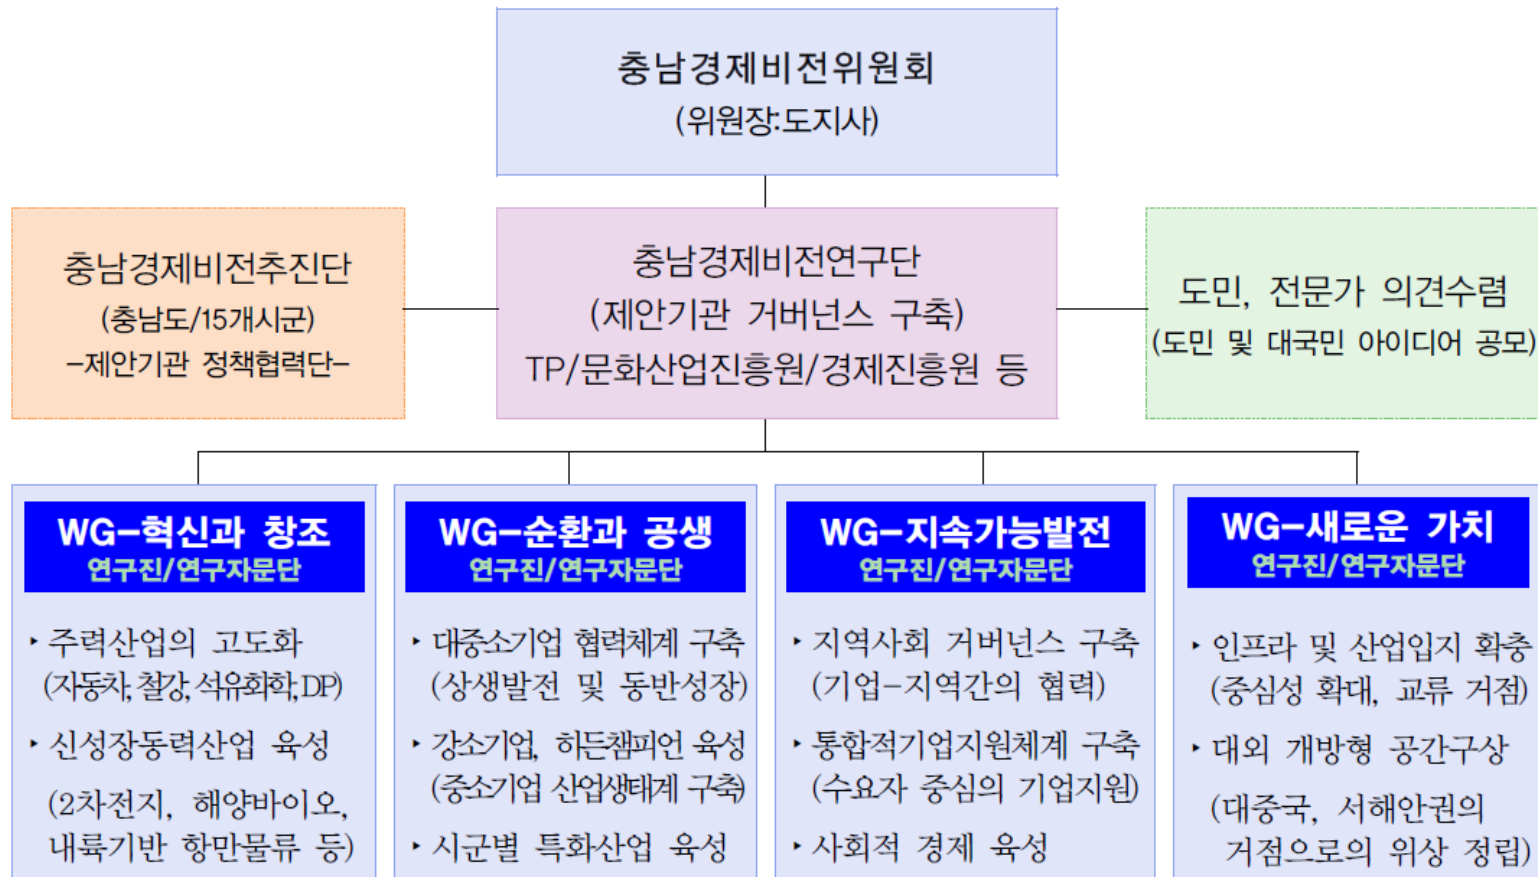 충남경제비전위원회
(위원장:도지사)
충남경제비전추진단
(충남도/15개시군)
-제안기관 정책협력단-
충남경제비전연구단
(제안기관 거버넌스 구축)
TP/문화산업진흥원/경제진흥원 등
도민, 전문가 의견수렴
(도민 및 대국민 아이디어 공모)
WG-혁신과 창조
연구진/연구자문단
‣ 주력산업의 고도화
(자동차, 철강, 석유화학, DP)
‣ 신성장동력산업 육성
(2차전지, 해양바이오,
내륙기반 항만물류 등)
WG-순환과 공생
연구진/연구자문단
‣ 대중소기업 협력체계 구축
(상생발전 및 동반성장)
‣ 강소기업, 히든챔피언 육성
(중소기업 산업생태계 구축)
‣ 시군별 특화산업 육성
WG-지속가능발전
연구진/연구자문단
‣ 지역사회 거버넌스 구축
(기업-지역간의 협력)
‣ 통합적기업지원체계 구축
(수요자 중심의 기업지원)
‣ 사회적 경제 육성
WG-새로운 가치
연구진/연구자문단
‣ 인프라 및 산업입지 확충
(중심성 확대, 교류 거점)
‣ 대외 개방형 공간구상
(대중국, 서해안권의
거점으로의 위상 정립)